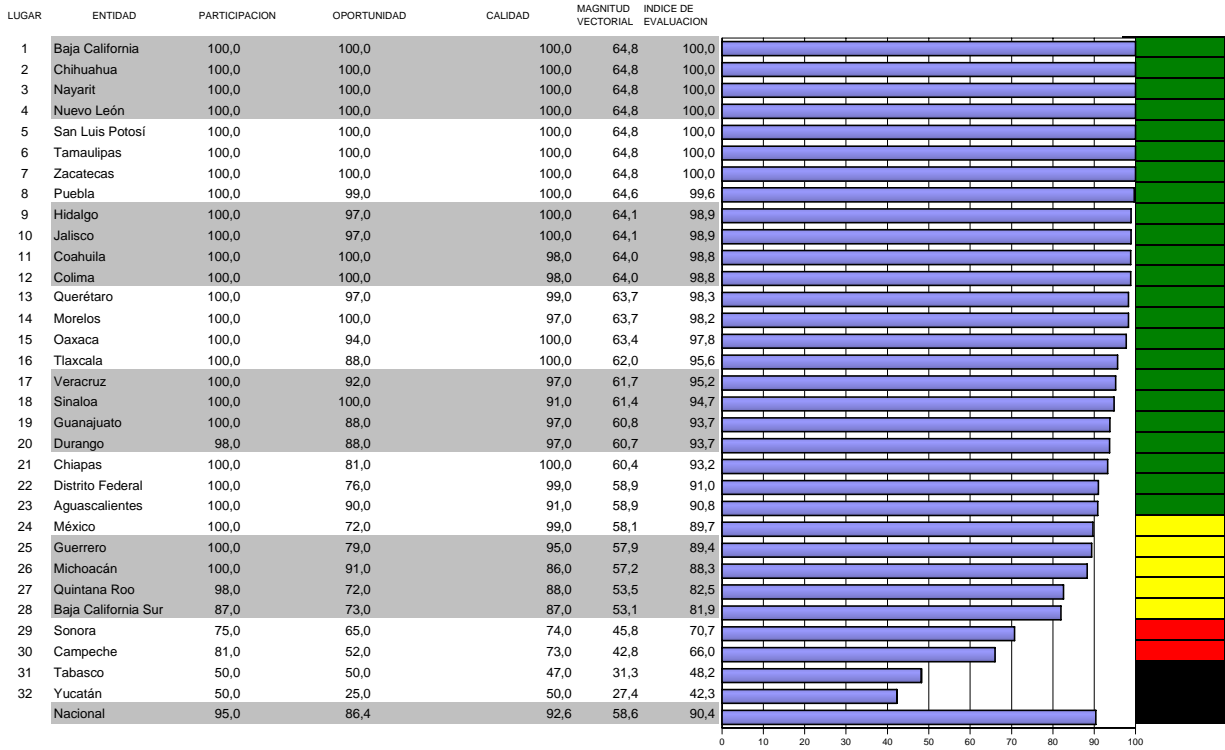 LUGAR ENTIDAD PARTICIPACION OPORTUNIDAD CALIDAD MAGNITUD VECTORIAL INDICE DE EVALUACION
1 Baja California 100,0 100,0 100,0 64,8 100,0
2 Chihuahua 100,0 100,0 100,0 64,8 100,0
3 Nayarit 100,0 100,0 100,0 64,8 100,0
4 Nuevo León 100,0 100,0 100,0 64,8 100,0
5 San Luis Potosí 100,0 100,0 100,0 64,8 100,0
6 Tamaulipas 100,0 100,0 100,0 64,8 100,0
7 Zacatecas 100,0 100,0 100,0 64,8 100,0
8 Puebla 100,0 99,0 100,0 64,6 99,6
9 Hidalgo 100,0 97,0 100,0 64,1 98,9
10 Jalisco 100,0 97,0 100,0 64,1 98,9
11 Coahuila 100,0 100,0 98,0 64,0 98,8
12 Colima 100,0 100,0 98,0 64,0 98,8
13 Querétaro 100,0 97,0 99,0 63,7 98,3
14 Morelos 100,0 100,0 97,0 63,7 98,2
15 Oaxaca 100,0 94,0 100,0 63,4 97,8
16 Tlaxcala 100,0 88,0 100,0 62,0 95,6
17 Veracruz 100,0 92,0 97,0 61,7 95,2
18 Sinaloa 100,0 100,0 91,0 61,4 94,7
19 Guanajuato 100,0 88,0 97,0 60,8 93,7
20 Durango 98,0 88,0 97,0 60,7 93,7
21 Chiapas 100,0 81,0 100,0 60,4 93,2
22 Distrito Federal 100,0 76,0 99,0 58,9 91,0
23 Aguascalientes 100,0 90,0 91,0 58,9 90,8
24 México 100,0 72,0 99,0 58,1 89,7
25 Guerrero 100,0 79,0 95,0 57,9 89,4
26 Michoacán 100,0 91,0 86,0 57,2 88,3
27 Quintana Roo 98,0 72,0 88,0 53,5 82,5
28 Baja California Sur 87,0 73,0 87,0 53,1 81,9
29 Sonora 75,0 65,0 74,0 45,8 70,7
30 Campeche 81,0 52,0 73,0 42,8 66,0
31 Tabasco 50,0 50,0 47,0 31,3 48,2
32 Yucatán 50,0 25,0 50,0 27,4 42,3
Nacional 95,0 86,4 92,6 58,6 90,4
0 10 20 30 40 50 60 70 80 90 100